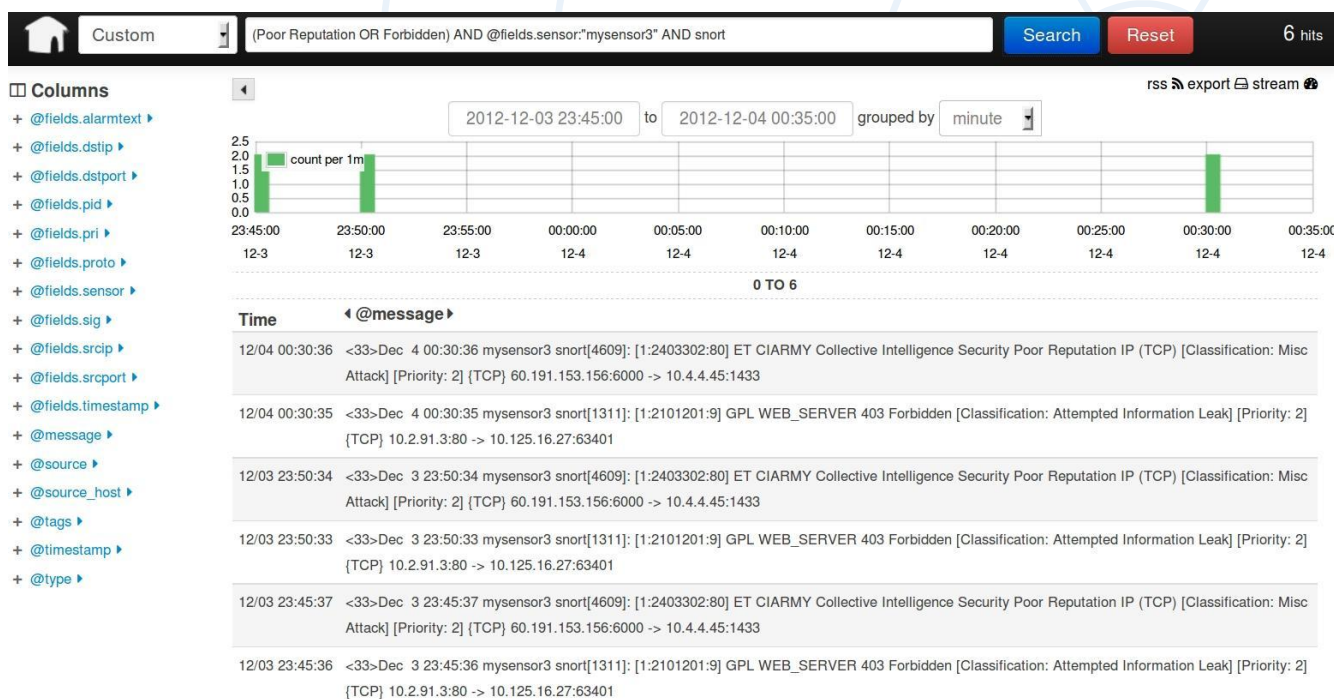 Custom
(Poor Reputation OR Forbidden) AND @fields.sensor:"mysensor3" AND snort
Search
Reset
6 hits
Columns
+ @fields.alarmtext
+ @fields.dstip
+ @fields.dstport
+ @fields.pid
+ @fields.pri
+ @fields.proto
+ @fields.sensor
+ @fields.sig
+ @fields.srcip
+ @fields.srcport
+ @fields.timestamp
+ @message
+ @source
+ @source_host
+ @tags
+ @timestamp
+ @type
rss export stream
2012-12-03 23:45:00 to 2012-12-04 00:35:00 grouped by minute
2.5
2.0
1.5
1.0
0.5
0.0
count per 1m
23:45:00 23:50:00 23:55:00 00:00:00 00:05:00 00:10:00 00:15:00 00:20:00 00:25:00 00:30:00 00:35:00
12-3 12-3 12-3 12-4 12-4 12-4 12-4 12-4 12-4 12-4 12-4
0 TO 6
Time @message
12/04 00:30:36 <33>Dec 4 00:30:36 mysensor3 snort[4609]: [1:2403302:80] ET CIARMY Collective Intelligence Security Poor Reputation IP (TCP) [Classification: Misc
Attack] [Priority: 2] {TCP} 60.191.153.156:6000 -> 10.4.4.45:1433
12/04 00:30:35 <33>Dec 4 00:30:35 mysensor3 snort[1311]: [1:2101201:9] GPL WEB_SERVER 403 Forbidden [Classification: Attempted Information Leak] [Priority: 2]
{TCP} 10.2.91.3:80 -> 10.125.16.27:63401
12/03 23:50:34 <33>Dec 3 23:50:34 mysensor3 snort[4609]: [1:2403302:80] ET CIARMY Collective Intelligence Security Poor Reputation IP (TCP) [Classification: Misc
Attack] [Priority: 2] {TCP} 60.191.153.156:6000 -> 10.4.4.45:1433
12/03 23:50:33 <33>Dec 3 23:50:33 mysensor3 snort[1311]: [1:2101201:9] GPL WEB_SERVER 403 Forbidden [Classification: Attempted Information Leak] [Priority: 2]
{TCP} 10.2.91.3:80 -> 10.125.16.27:63401
12/03 23:45:37 <33>Dec 3 23:45:37 mysensor3 snort[4609]: [1:2403302:80] ET CIARMY Collective Intelligence Security Poor Reputation IP (TCP) [Classification: Misc
Attack] [Priority: 2] {TCP} 60.191.153.156:6000 -> 10.4.4.45:1433
12/03 23:45:36 <33>Dec 3 23:45:36 mysensor3 snort[1311]: [1:2101201:9] GPL WEB_SERVER 403 Forbidden [Classification: Attempted Information Leak] [Priority: 2]
{TCP} 10.2.91.3:80 -> 10.125.16.27:63401